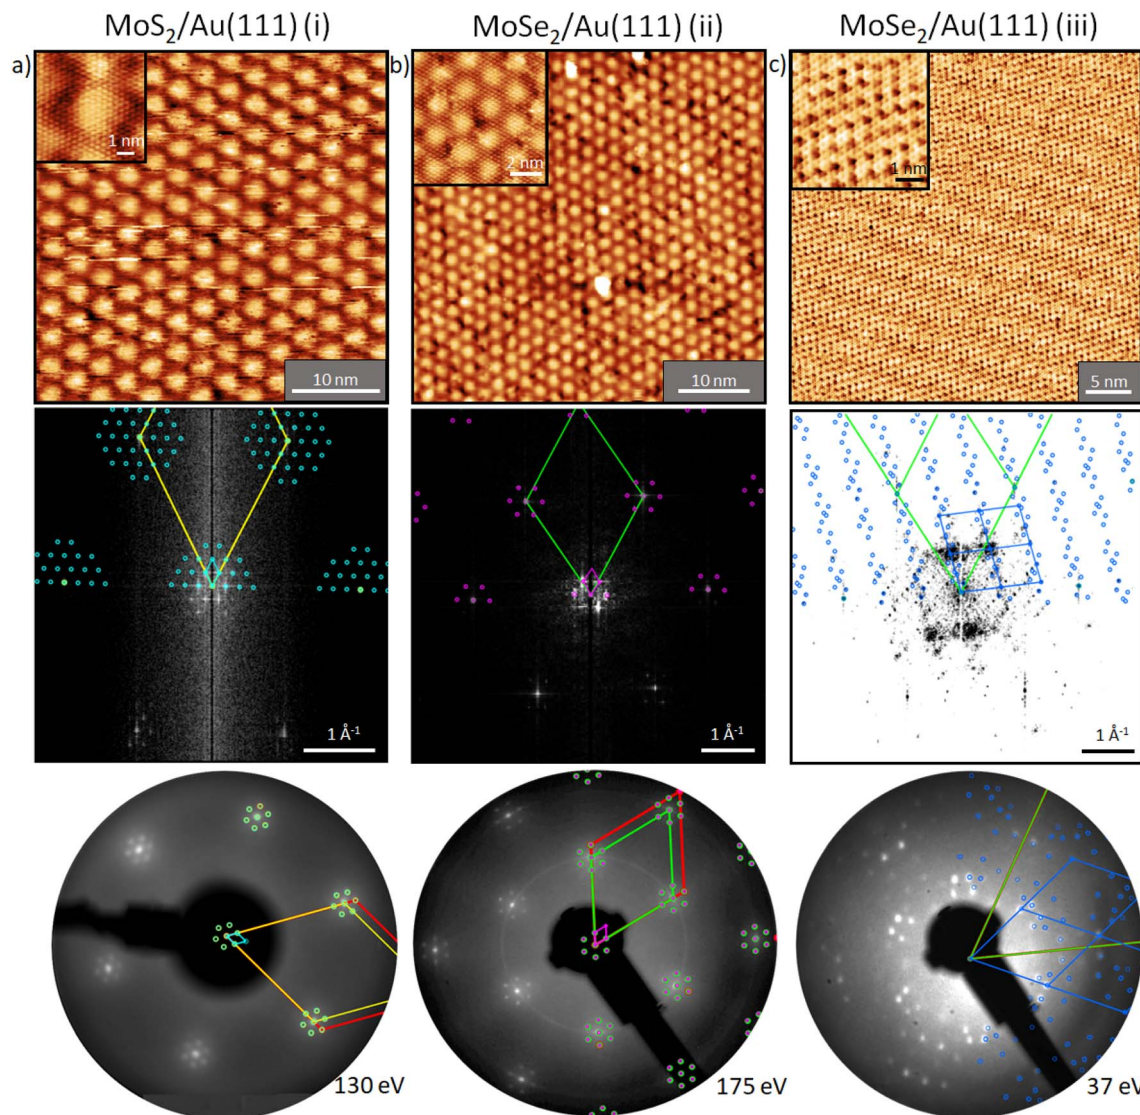 MoS₂/Au(111) (i)
MoSe₂/Au(111) (ii)
MoSe₂/Au(111) (iii)
a)
b)
c)
1 nm
2 nm
1 nm
10 nm
10 nm
5 nm
1 Å⁻¹
1 Å⁻¹
1 Å⁻¹
130 eV
175 eV
37 eV